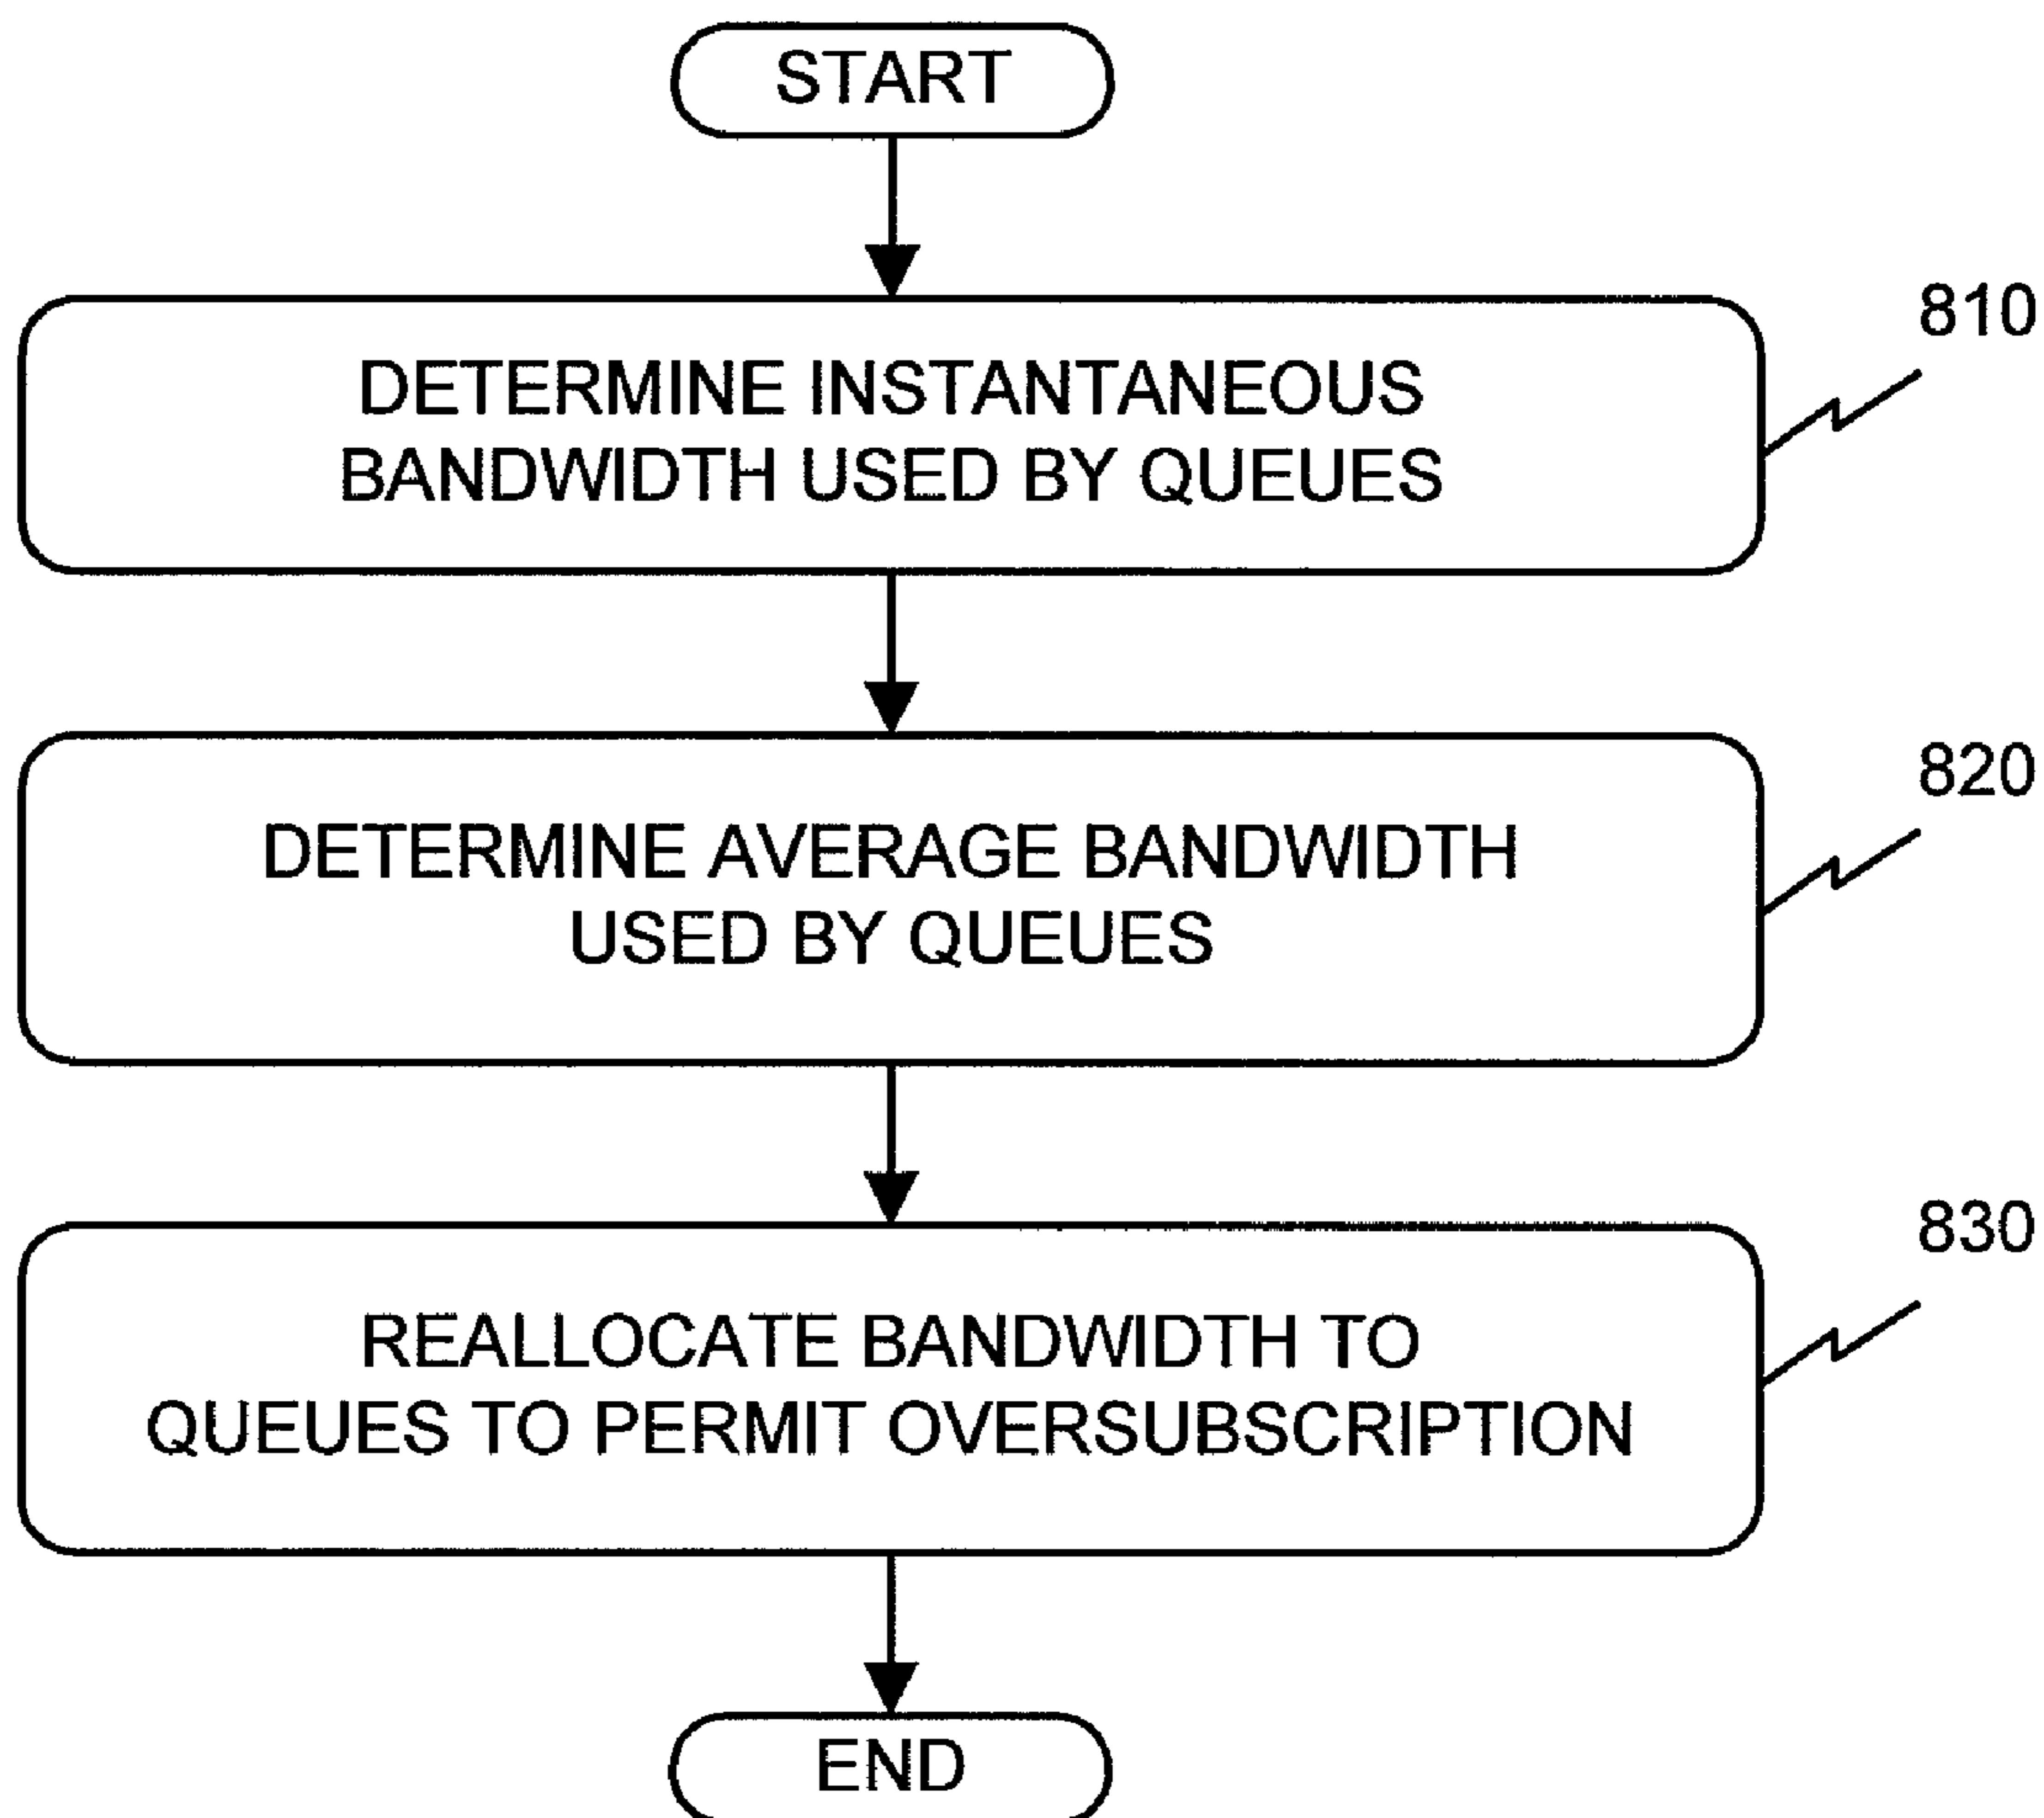 START
810
DETERMINE INSTANTANEOUS
BANDWIDTH USED BY QUEUES
820
DETERMINE AVERAGE BANDWIDTH
USED BY QUEUES
830
REALLOCATE BANDWIDTH TO
QUEUES TO PERMIT OVERSUBSCRIPTION
END